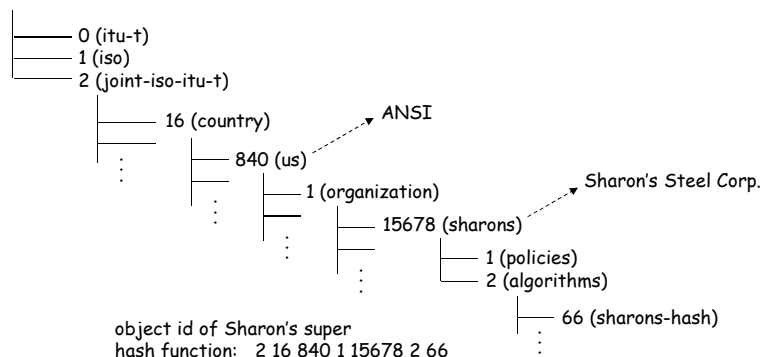 0 (itu-t)
1 (iso)
2 (joint-iso-itu-t)
ANSI
16 (country)
840 (us)
Sharon's Steel Corp.
1 (organization)
15678 (sharons)
1 (policies)
2 (algorithms)
66 (sharons-hash)
object id of Sharon's super
hash function: 2 16 840 1 15678 2 66